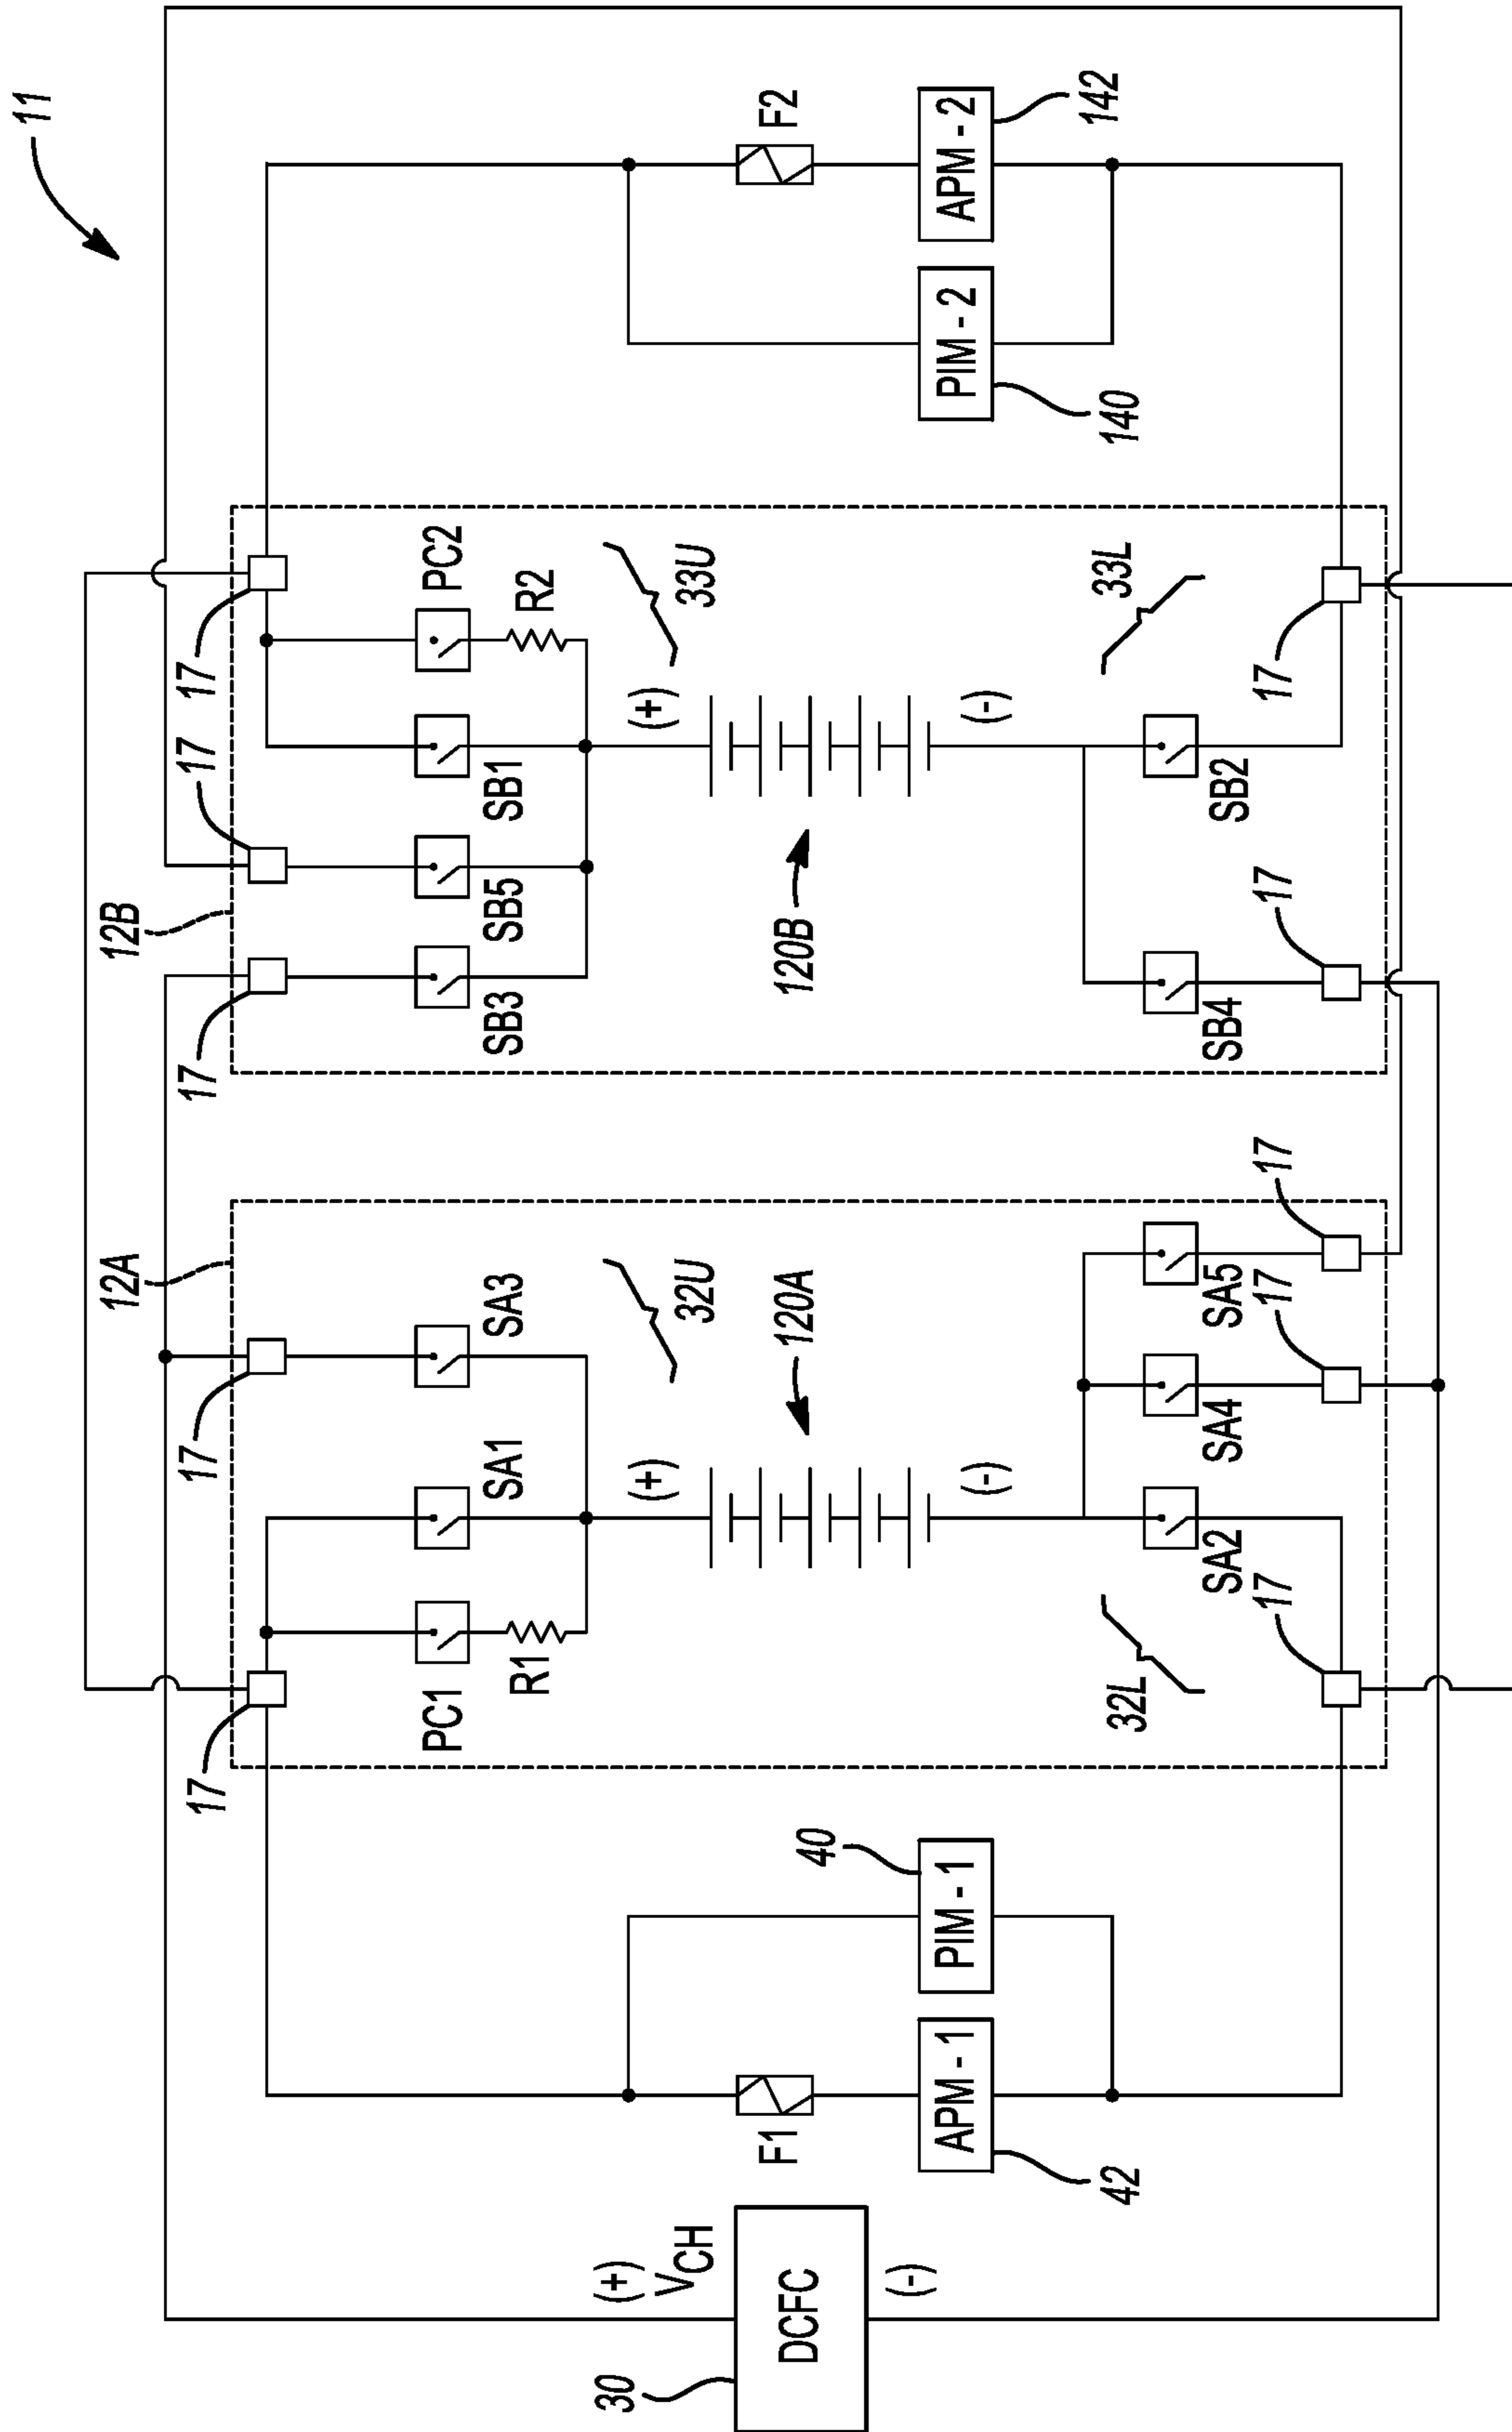 11
12A
12B
17
17
17
17
17
PC1
SA1
SA3
SB3
SB5
SB1
PC2
R1
R2
32U
33U
(+)
(+)
(+)
VCH
30
DCFC
(-)
F1
F2
120A
120B
40
APM - 1
PIM - 1
PIM - 2
APM - 2
42
140
142
(-)
(-)
32L
33L
SA2
SA4
SA5
SB4
SB2
17
17
17
17
17